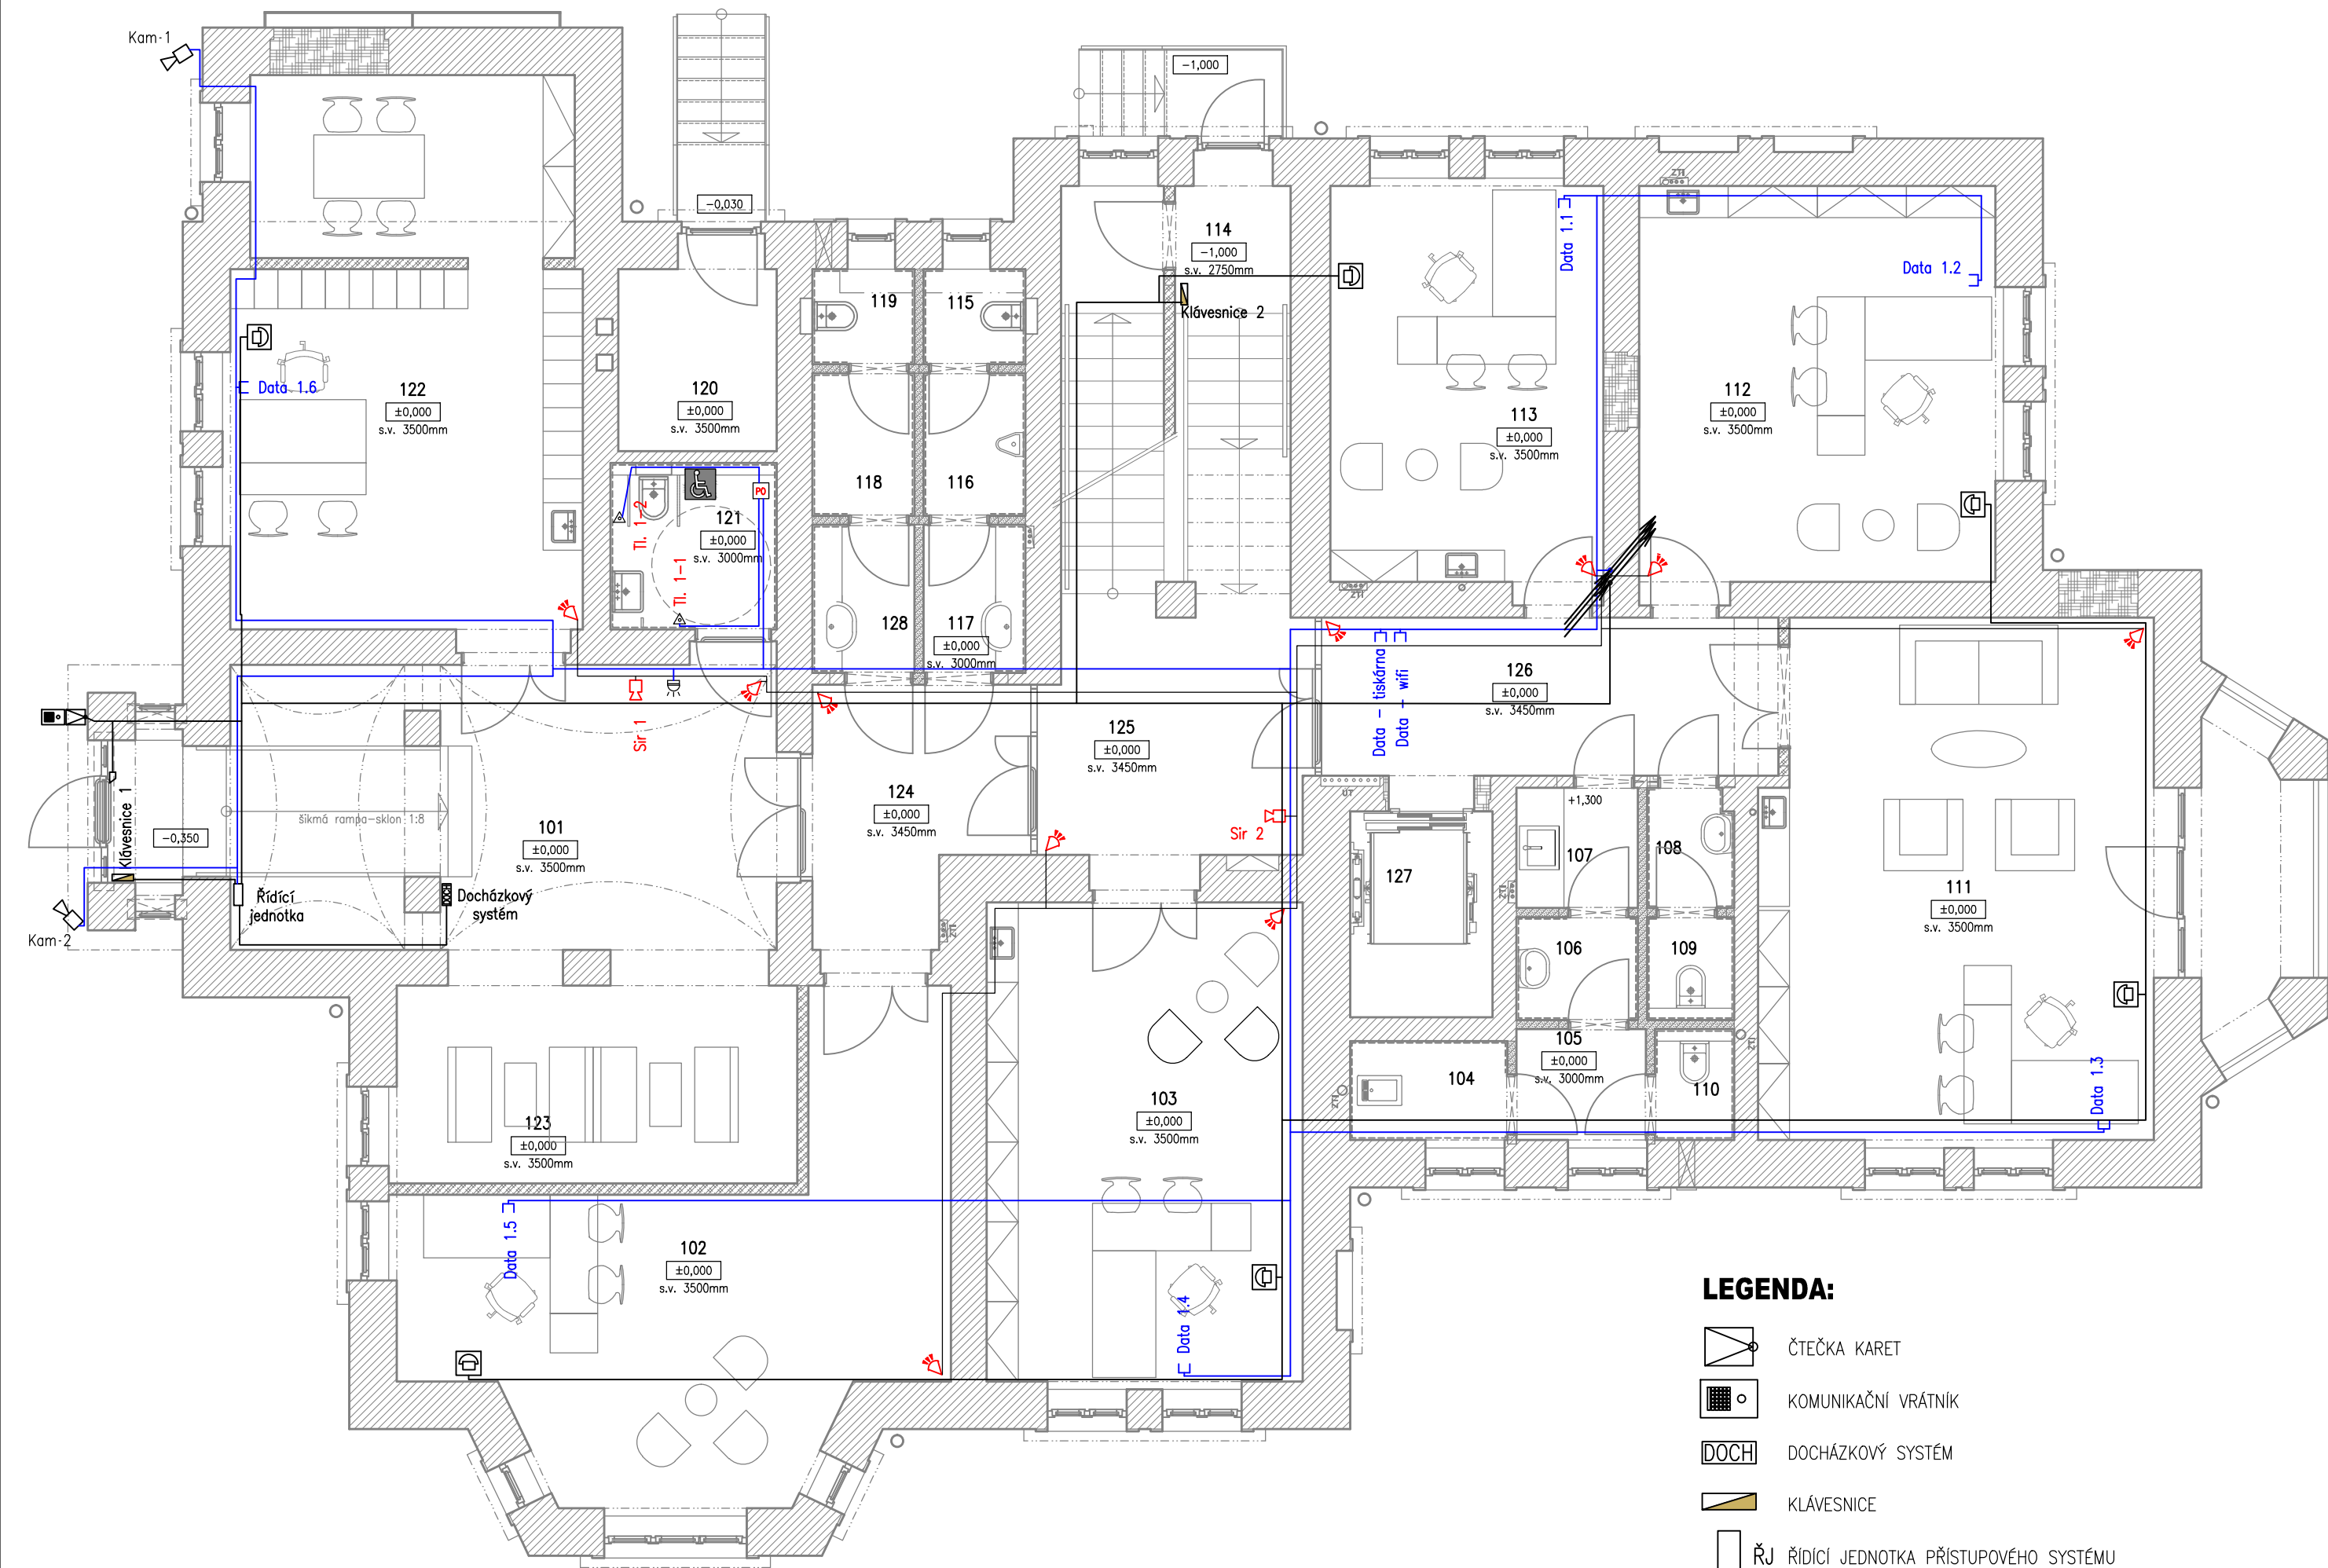 Kam-1
-1,000
-0,030
114
-1,000
s.v. 2750mm
Klávesnice 2
Data 1.1
ZTI
Data 1.2
119
115
Data 1.6
122
±0,000
s.v. 3500mm
120
±0,000
s.v. 3500mm
113
±0,000
s.v. 3500mm
112
±0,000
s.v. 3500mm
118
116
PO
Tl. 1-2
121
±0,000
s.v. 3000mm
Tl. 1-1
ZTI
128
117
±0,000
s.v. 3000mm
Data - tiskárna
Data - wifi
126
±0,000
s.v. 3450mm
Sir 1
125
±0,000
s.v. 3450mm
Klávesnice 1
-0,350
šikmá rampa-sklon 1:8
101
±0,000
s.v. 3500mm
124
±0,000
s.v. 3450mm
Sir 2
ÚT
+1,300
107
108
127
ZTI
111
±0,000
s.v. 3500mm
Řídící
jednotka
DOCH
Docházkový
systém
Kam-2
ZTI
106
109
105
±0,000
s.v. 3000mm
104
110
ZTI
Data 1.3
103
±0,000
s.v. 3500mm
123
±0,000
s.v. 3500mm
Data 1.5
102
±0,000
s.v. 3500mm
Data 1.4
LEGENDA:
ČTEČKA KARET
KOMUNIKAČNÍ VRÁTNÍK
DOCH DOCHÁZKOVÝ SYSTÉM
KLÁVESNICE
ŘJ ŘÍDÍCÍ JEDNOTKA PŘÍSTUPOVÉHO SYSTÉMU